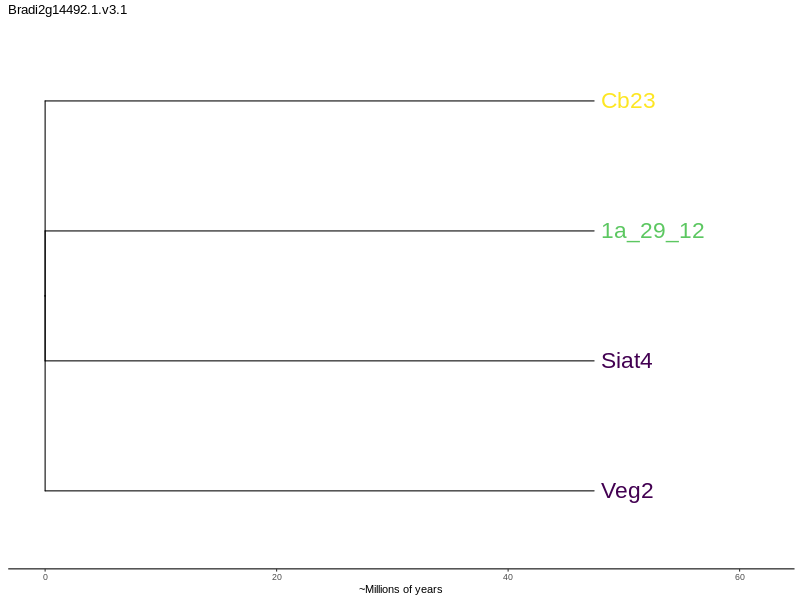 Bradi2g14492.1.v3.1
Cb23
1a_29_12
Siat4
Veg2
0 20 40 60
~Millions of years